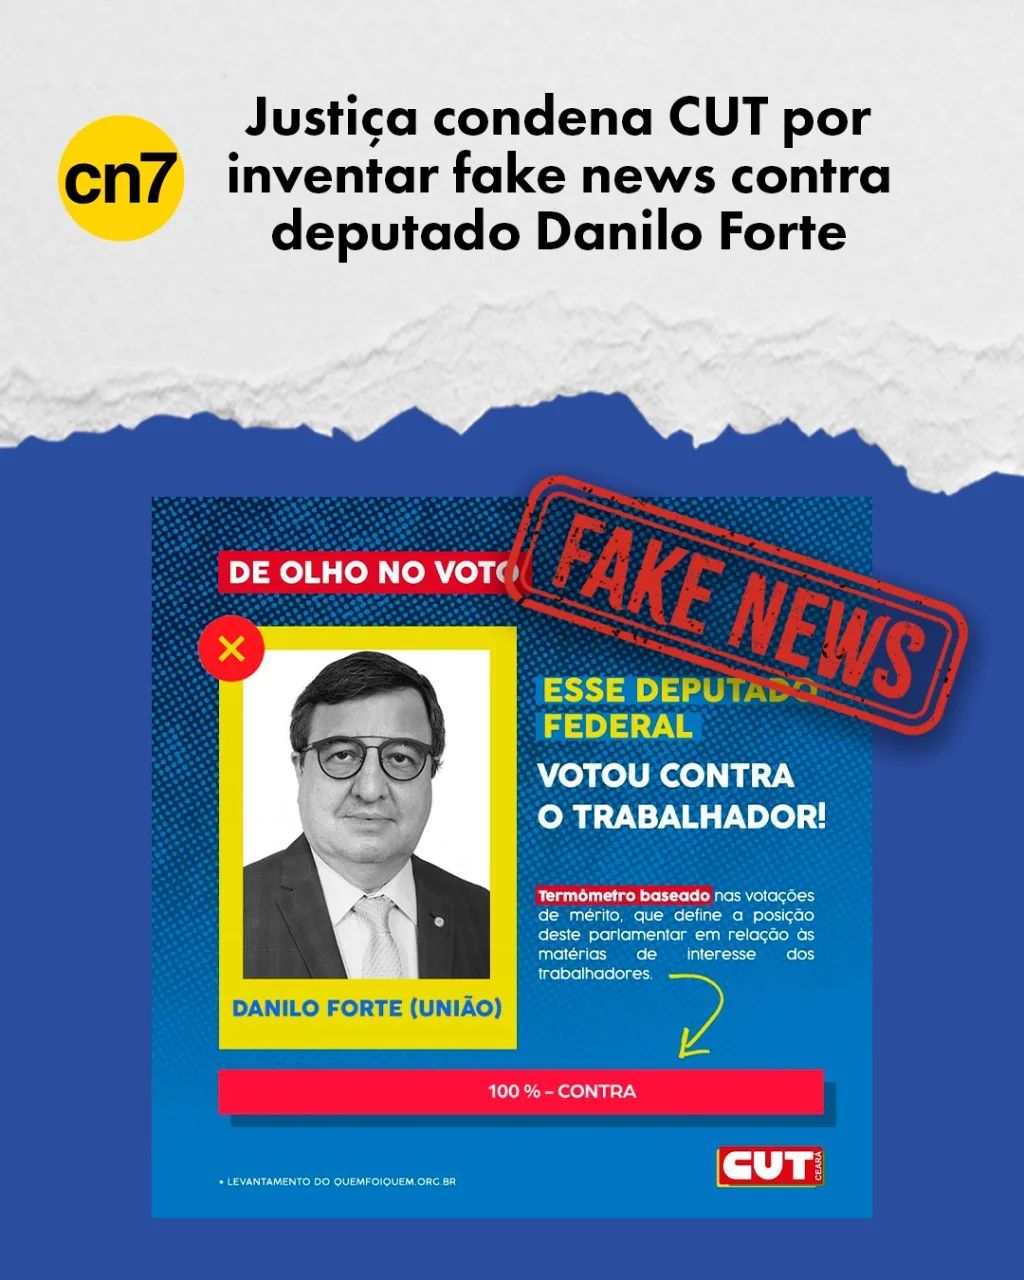 cn7
Justiça condena CUT por
inventar fake news contra
deputado Danilo Forte
FAKE NEWS
DE OLHO NO VOTO
ESSE DEPUTADO
FEDERAL
VOTOU CONTRA
O TRABALHADOR!
Termômetro baseado nas votações
de mérito, que define a posição
deste parlamentar em relação às
matérias de interesse dos
trabalhadores.
DANILO FORTE (UNIÃO)
100 % – CONTRA
• LEVANTAMENTO DO QUEMFOIQUEM.ORG.BR
CUT
CEARÁ